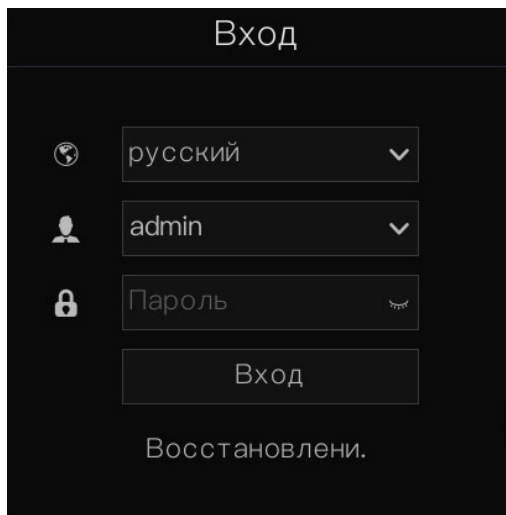 Вход
русский
admin
Пароль
Вход
Восстановлени.